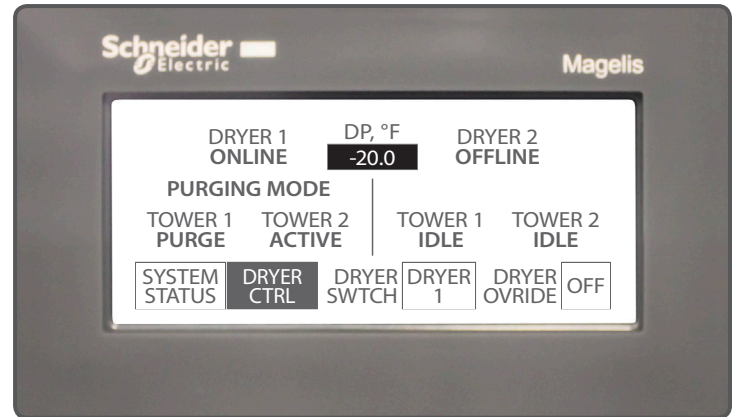 Schneider
Electric
Magelis
DRYER 1 DP, °F DRYER 2
ONLINE -20.0 OFFLINE
PURGING MODE
TOWER 1 TOWER 2 TOWER 1 TOWER 2
PURGE ACTIVE IDLE IDLE
SYSTEM DRYER DRYER DRYER DRYER OFF
STATUS CTRL SWTCH 1 OVRIDE